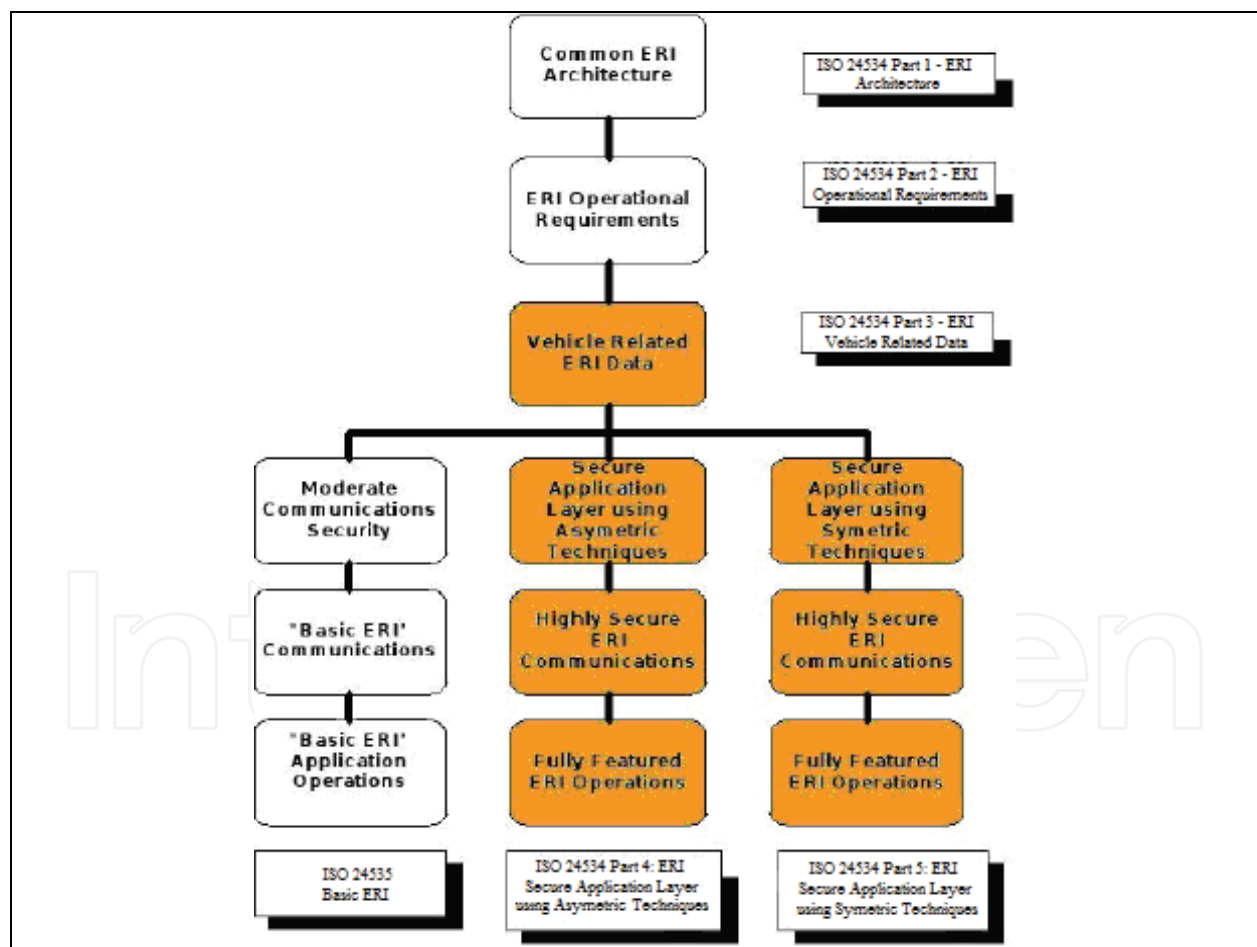 Common ERI
Architecture
ISO 24534 Part 1 - ERI
Architecture
ERI Operational
Requirements
ISO 24534 Part 2 - ERI
Operational Requirements
Vehicle Related
ERI Data
ISO 24534 Part 3 - ERI
Vehicle Related Data
Moderate
Communications
Security
Secure
Application
Layer using
Asymetric
Techniques
Secure
Application
Layer using
Symetric
Techniques
"Basic ERI'
Communications
Highly Secure
ERI
Communications
Highly Secure
ERI
Communications
"Basic ERI'
Application
Operations
Fully Featured
ERI Operations
Fully Featured
ERI Operations
ISO 24535
Basic ERI
ISO 24534 Part 4: ERI
Secure Application Layer
using Asymetric Techniques
ISO 24534 Part 5: ERI
Secure Application Layer
using Symetric Techniques